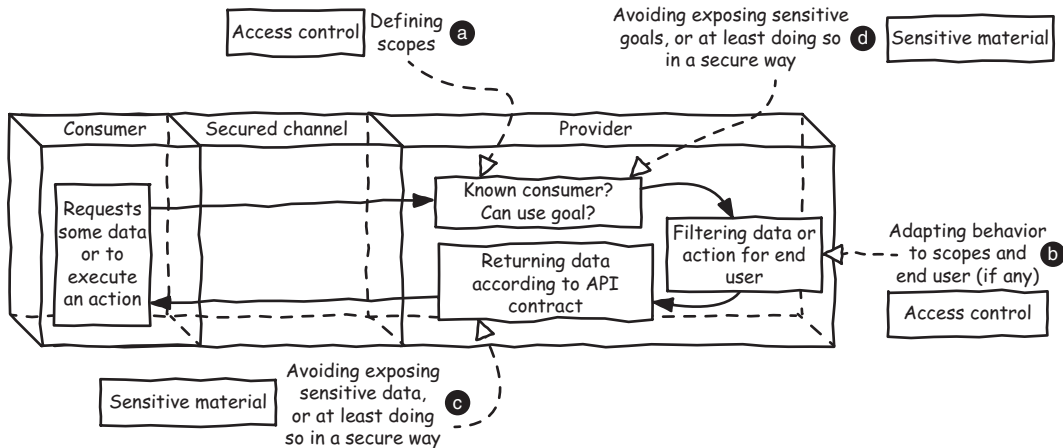 Access control
Defining
scopes
a
Avoiding exposing sensitive
goals, or at least doing so
in a secure way
d
Sensitive material
Consumer
Secured channel
Provider
Requests
some data
or to
execute
an action
Known consumer?
Can use goal?
Filtering data or
action for end
user
Returning data
according to API
contract
Adapting behavior
to scopes and
end user (if any)
b
Access control
Sensitive material
Avoiding exposing
sensitive data,
or at least doing
so in a secure way
c